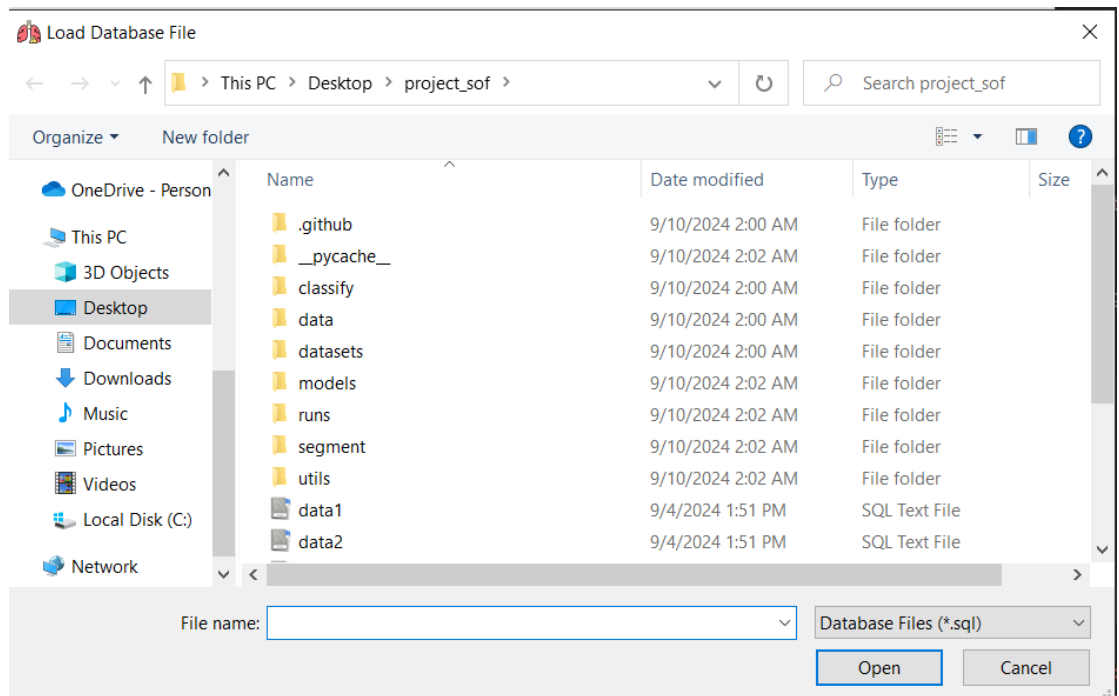 Load Database File
This PC > Desktop > project_sof >
Search project_sof
Organize
New folder
?
OneDrive - Person
This PC
3D Objects
Desktop
Documents
Downloads
Music
Pictures
Videos
Local Disk (C:)
Network
Name Date modified Type Size
.github 9/10/2024 2:00 AM File folder
__pycache__ 9/10/2024 2:02 AM File folder
classify 9/10/2024 2:00 AM File folder
data 9/10/2024 2:00 AM File folder
datasets 9/10/2024 2:00 AM File folder
models 9/10/2024 2:02 AM File folder
runs 9/10/2024 2:02 AM File folder
segment 9/10/2024 2:02 AM File folder
utils 9/10/2024 2:02 AM File folder
data1 9/4/2024 1:51 PM SQL Text File
data2 9/4/2024 1:51 PM SQL Text File
File name:
Database Files (*.sql)
Open
Cancel